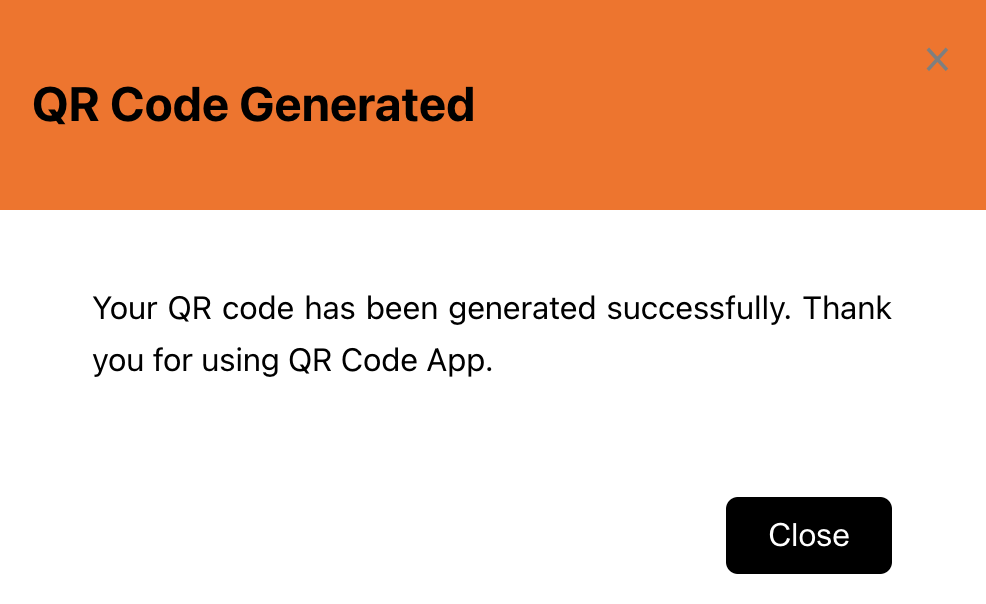 QR Code Generated
Your QR code has been generated successfully. Thank
you for using QR Code App.
Close